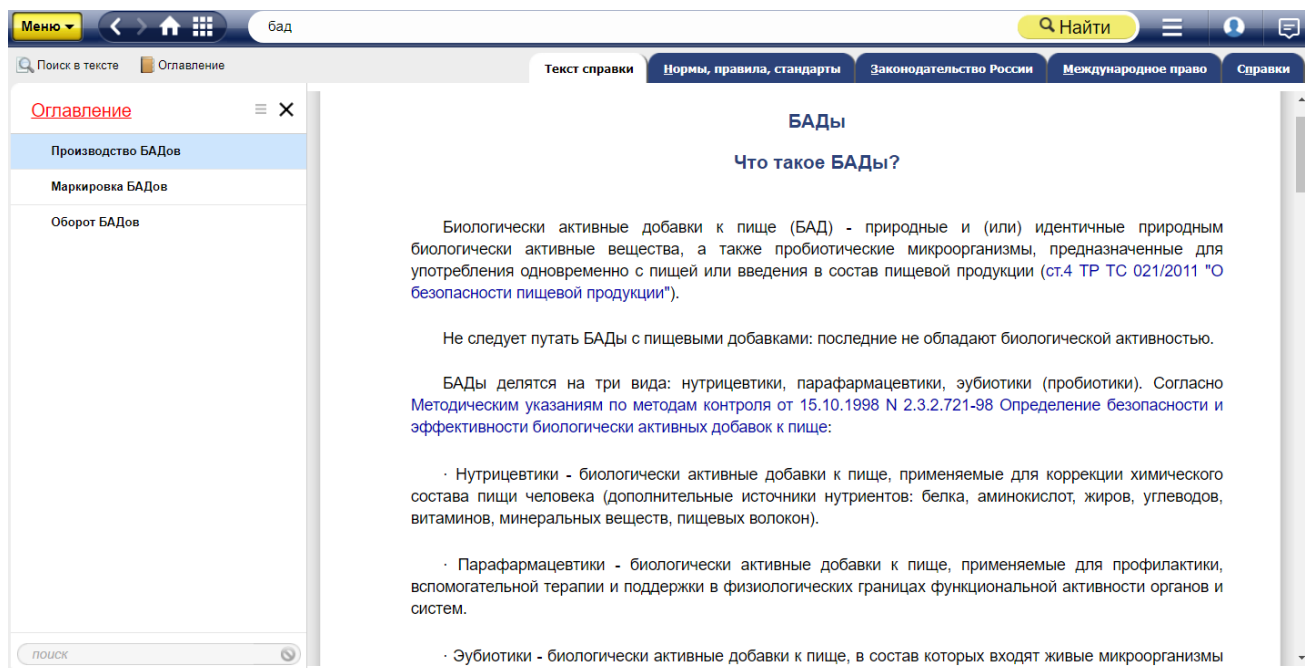 Меню
бад
Найти
Поиск в тексте
Оглавление
Текст справки
Нормы, правила, стандарты
Законодательство России
Международное право
Справки
Оглавление
Производство БАДов
Маркировка БАДов
Оборот БАДов
поиск
БАДы
Что такое БАДы?
Биологически активные добавки к пище (БАД) - природные и (или) идентичные природным
биологически активные вещества, а также пробиотические микроорганизмы, предназначенные для
употребления одновременно с пищей или введения в состав пищевой продукции (ст.4 ТР ТС 021/2011 "О
безопасности пищевой продукции").
Не следует путать БАДы с пищевыми добавками: последние не обладают биологической активностью.
БАДы делятся на три вида: нутрицевтики, парафармацевтики, эубиотики (пробиотики). Согласно
Методическим указаниям по методам контроля от 15.10.1998 N 2.3.2.721-98 Определение безопасности и
эффективности биологически активных добавок к пище:
· Нутрицевтики - биологически активные добавки к пище, применяемые для коррекции химического
состава пищи человека (дополнительные источники нутриентов: белка, аминокислот, жиров, углеводов,
витаминов, минеральных веществ, пищевых волокон).
· Парафармацевтики - биологически активные добавки к пище, применяемые для профилактики,
вспомогательной терапии и поддержки в физиологических границах функциональной активности органов и
систем.
· Эубиотики - биологически активные добавки к пище, в состав которых входят живые микроорганизмы